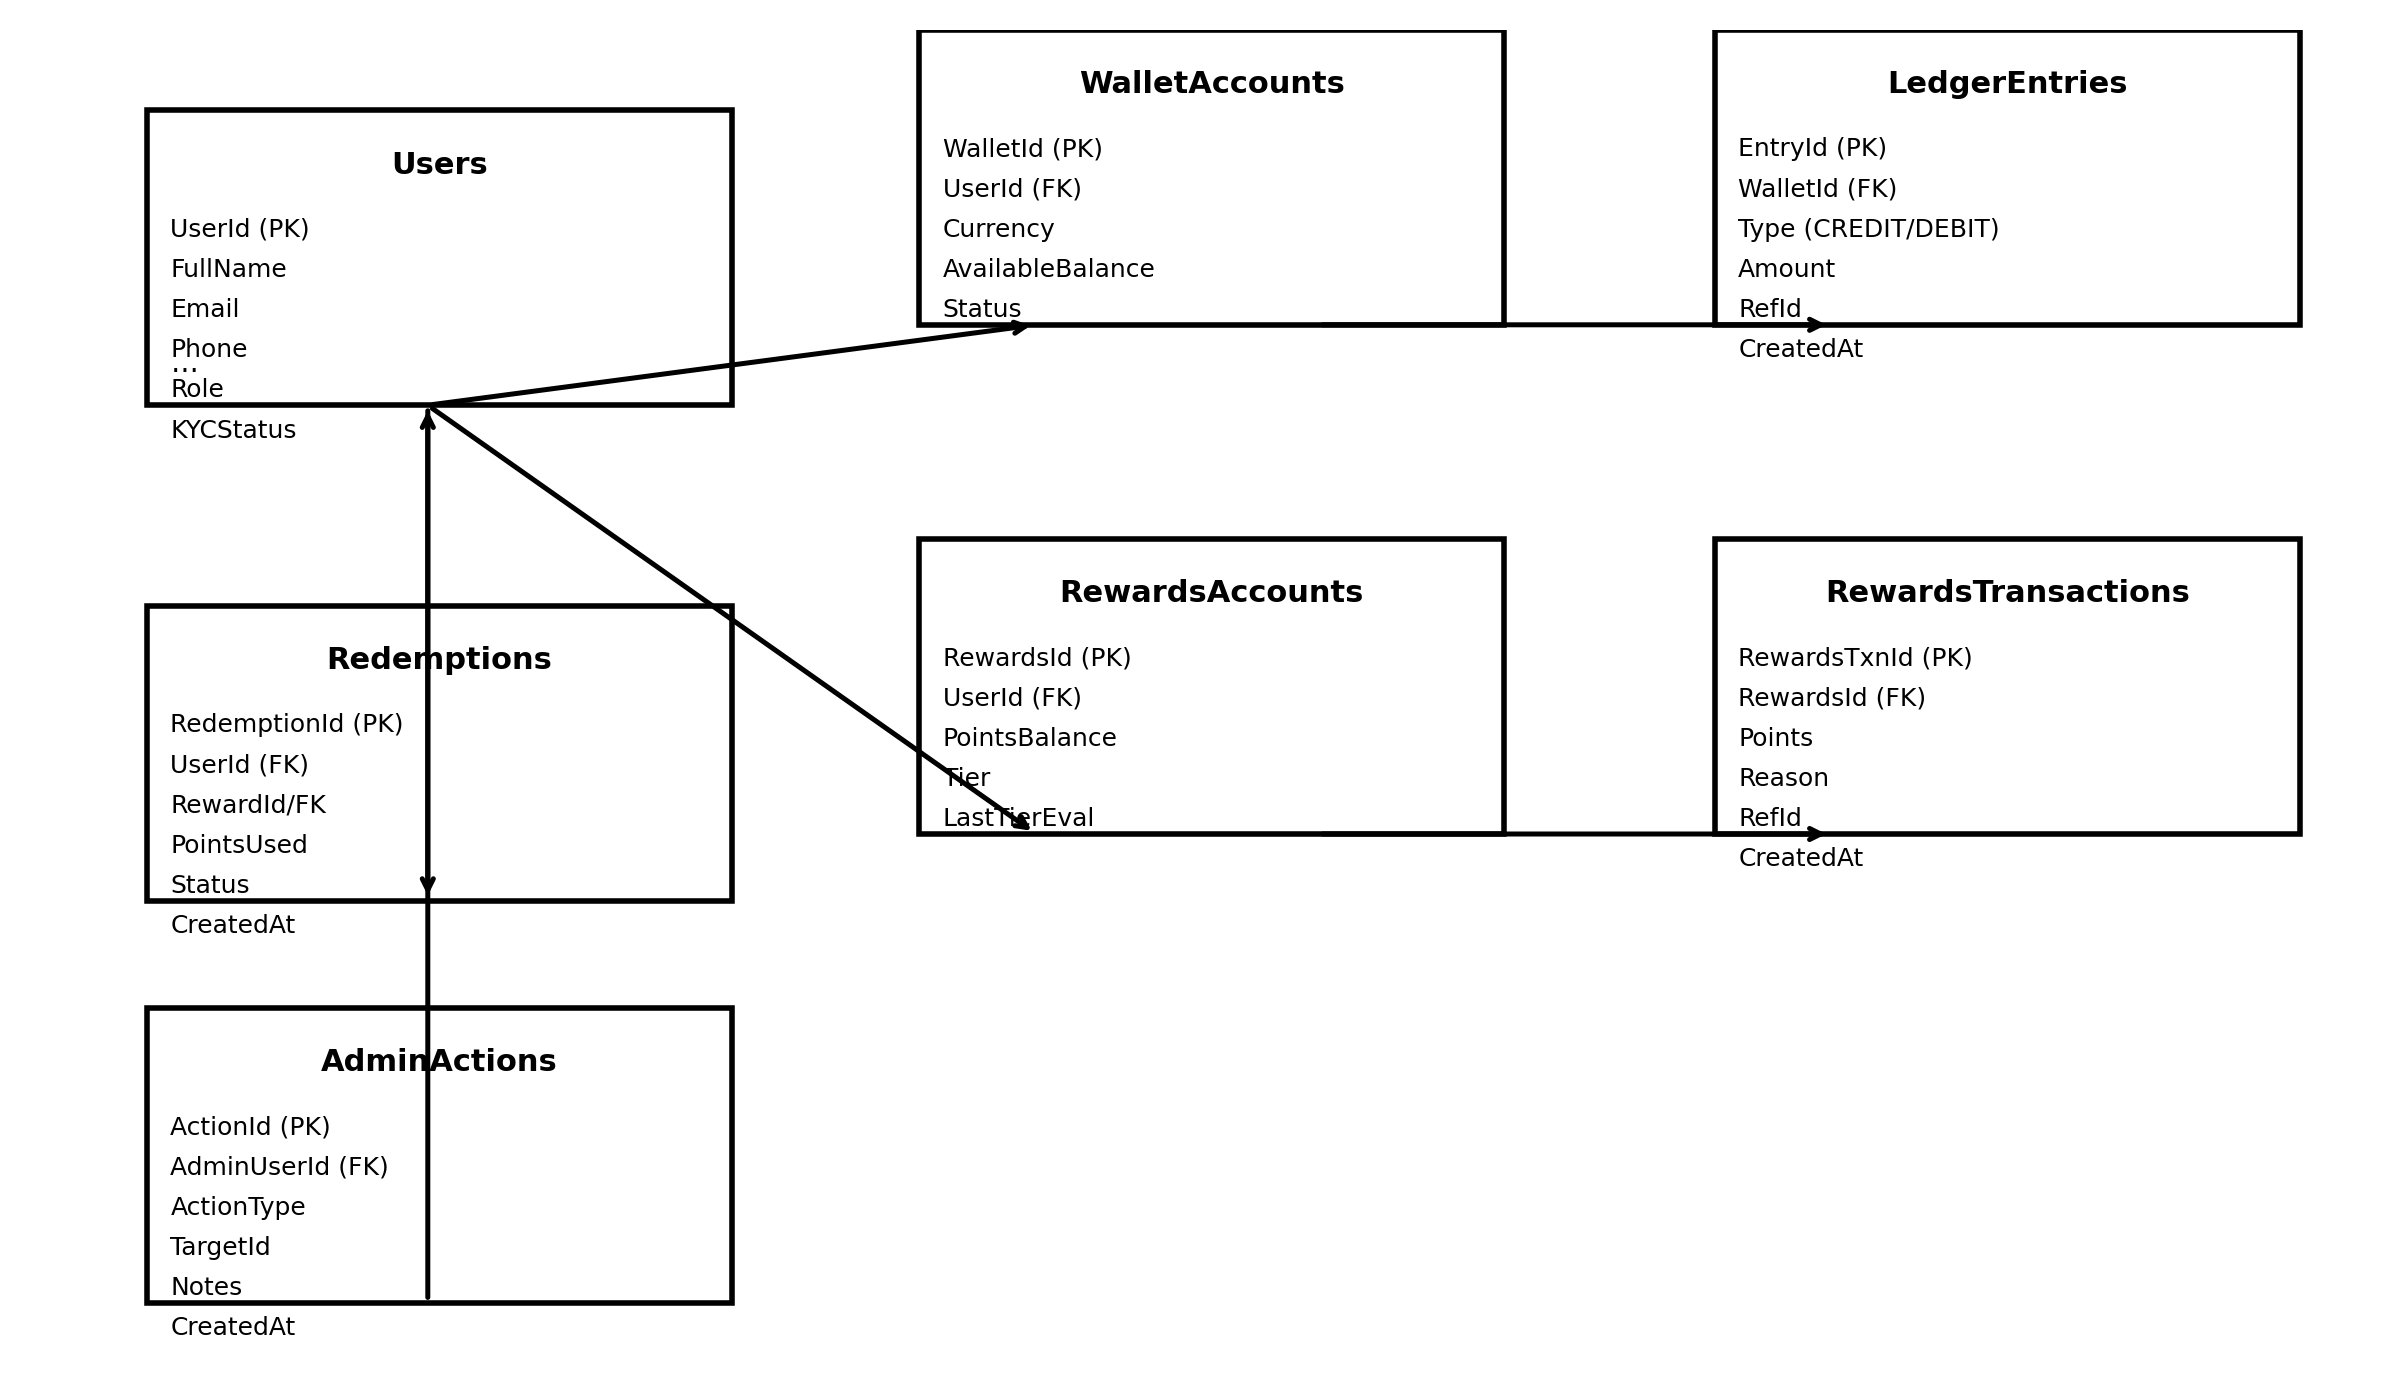 Users
UserId (PK)
FullName
Email
Phone
...
Role
KYCStatus
WalletAccounts
WalletId (PK)
UserId (FK)
Currency
AvailableBalance
Status
LedgerEntries
EntryId (PK)
WalletId (FK)
Type (CREDIT/DEBIT)
Amount
RefId
CreatedAt
Redemptions
RedemptionId (PK)
UserId (FK)
RewardId/FK
PointsUsed
Status
CreatedAt
RewardsAccounts
RewardsId (PK)
UserId (FK)
PointsBalance
Tier
LastTierEval
RewardsTransactions
RewardsTxnId (PK)
RewardsId (FK)
Points
Reason
RefId
CreatedAt
AdminActions
ActionId (PK)
AdminUserId (FK)
ActionType
TargetId
Notes
CreatedAt